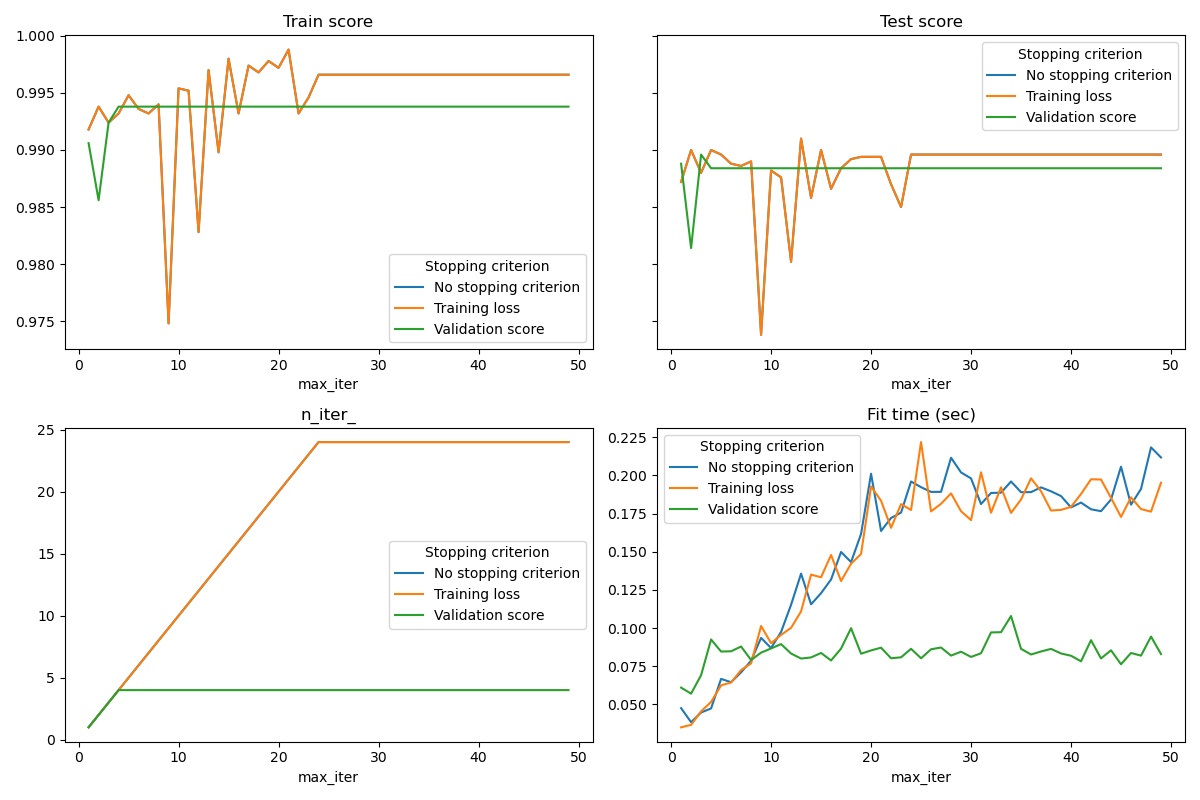 Train score
1.000
0.995
0.990
0.985
0.980
0.975
Stopping criterion
No stopping criterion
Training loss
Validation score
0 10 20 30 40 50
max_iter
Test score
Stopping criterion
No stopping criterion
Training loss
Validation score
0 10 20 30 40 50
max_iter
n_iter_
25
20
15
10
5
0
Stopping criterion
No stopping criterion
Training loss
Validation score
0 10 20 30 40 50
max_iter
Fit time (sec)
0.225
0.200
0.175
0.150
0.125
0.100
0.075
0.050
Stopping criterion
No stopping criterion
Training loss
Validation score
0 10 20 30 40 50
max_iter